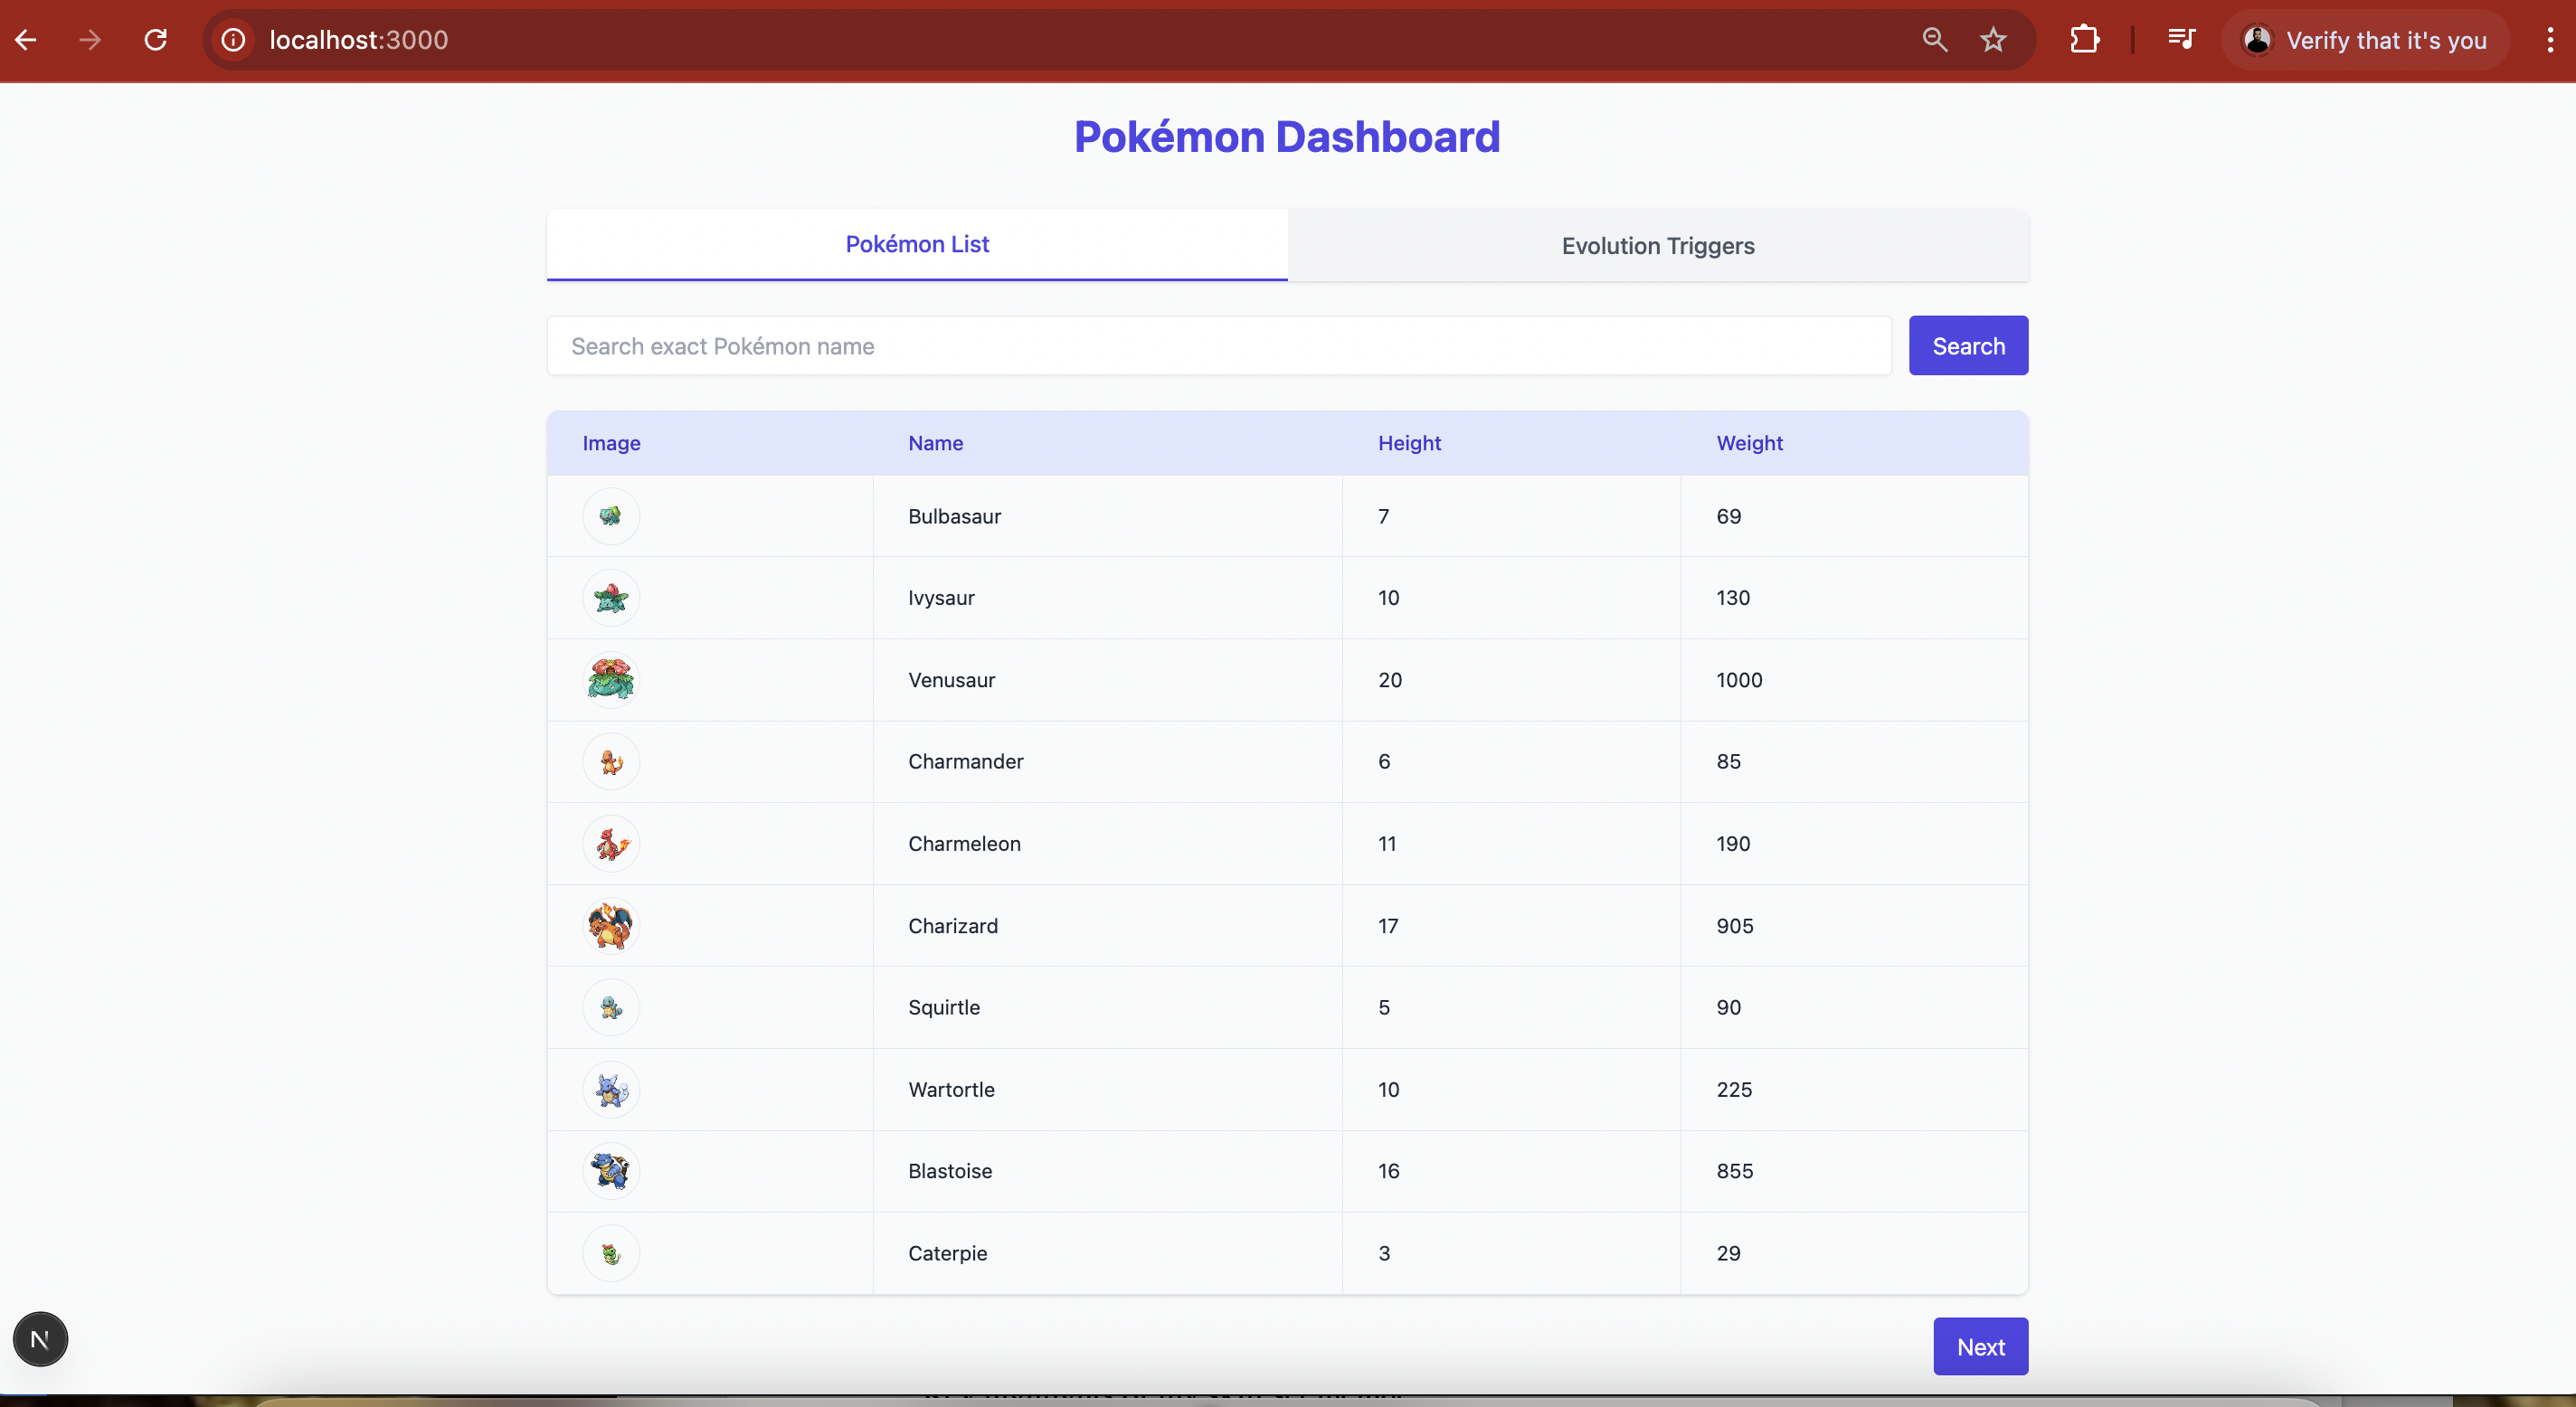 localhost:3000
Verify that it's you
Pokémon Dashboard
Pokémon List
Evolution Triggers
Search exact Pokémon name
Search
Image Name Height Weight
Bulbasaur 7 69
Ivysaur 10 130
Venusaur 20 1000
Charmander 6 85
Charmeleon 11 190
Charizard 17 905
Squirtle 5 90
Wartortle 10 225
Blastoise 16 855
Caterpie 3 29
N
Next